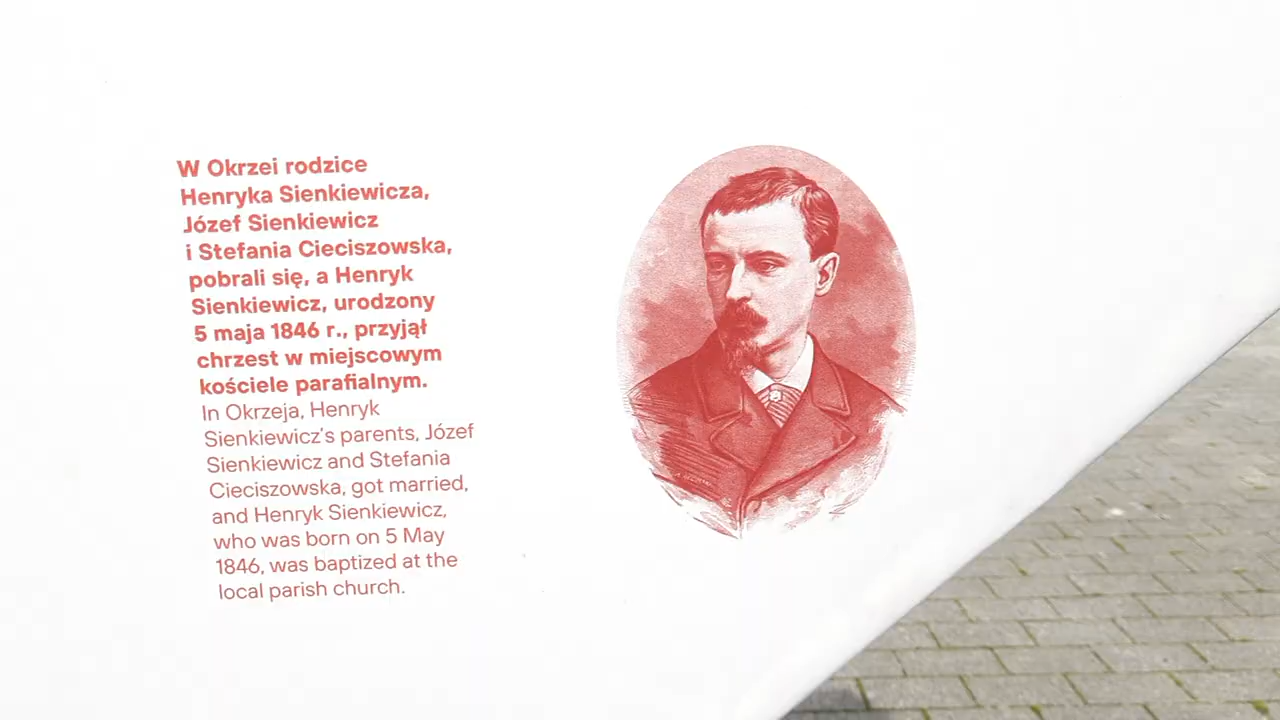 W Okrzei rodzice
Henryka Sienkiewicza,
Józef Sienkiewicz
i Stefania Cieciszowska,
pobrali się, a Henryk
Sienkiewicz, urodzony
5 maja 1846 r., przyjął
chrzest w miejscowym
kościele parafialnym.
In Okrzeja, Henryk
Sienkiewicz's parents, Józef
Sienkiewicz and Stefania
Cieciszowska, got married,
and Henryk Sienkiewicz,
who was born on 5 May
1846, was baptized at the
local parish church.